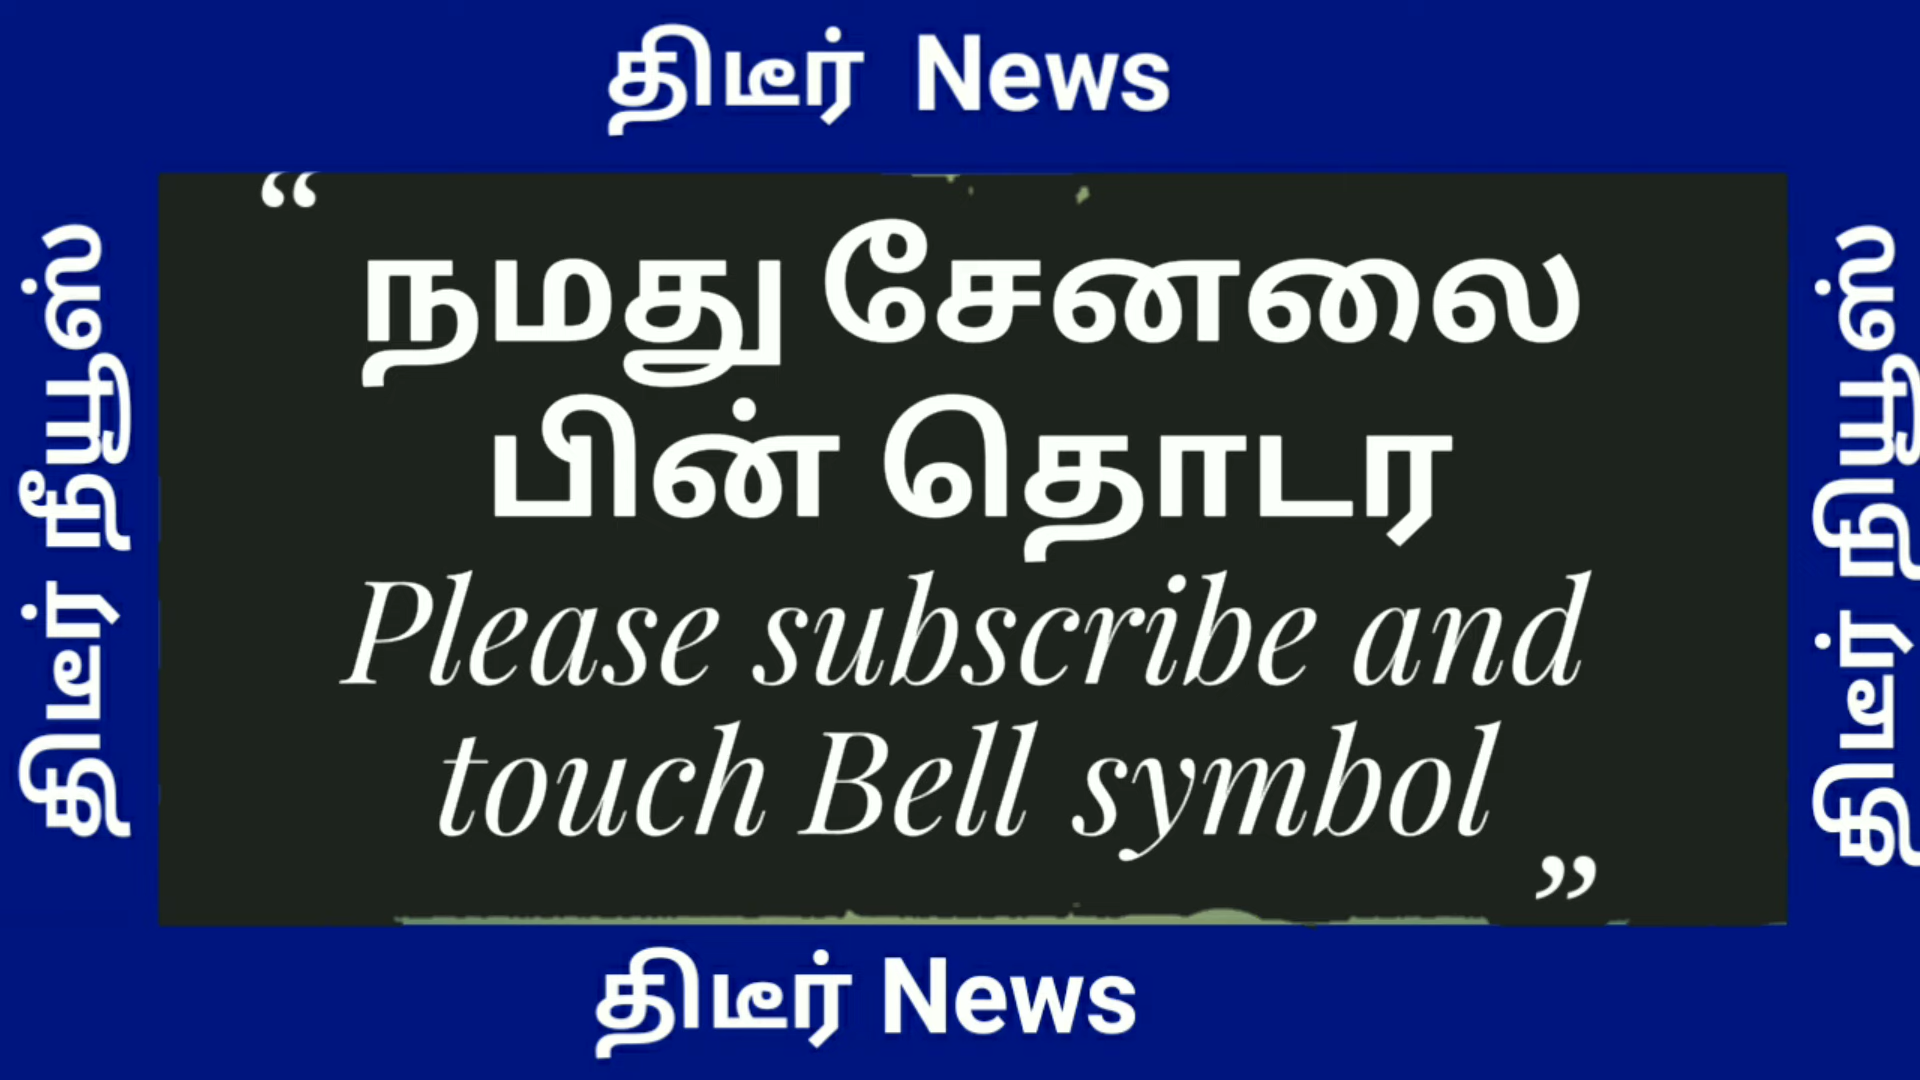 திடீர் News
“
நமது சேனலை
பின் தொடர
Please subscribe and
touch Bell symbol
”
திடீர் நீயூஸ்
திடீர் நியூஸ்
திடீர் News